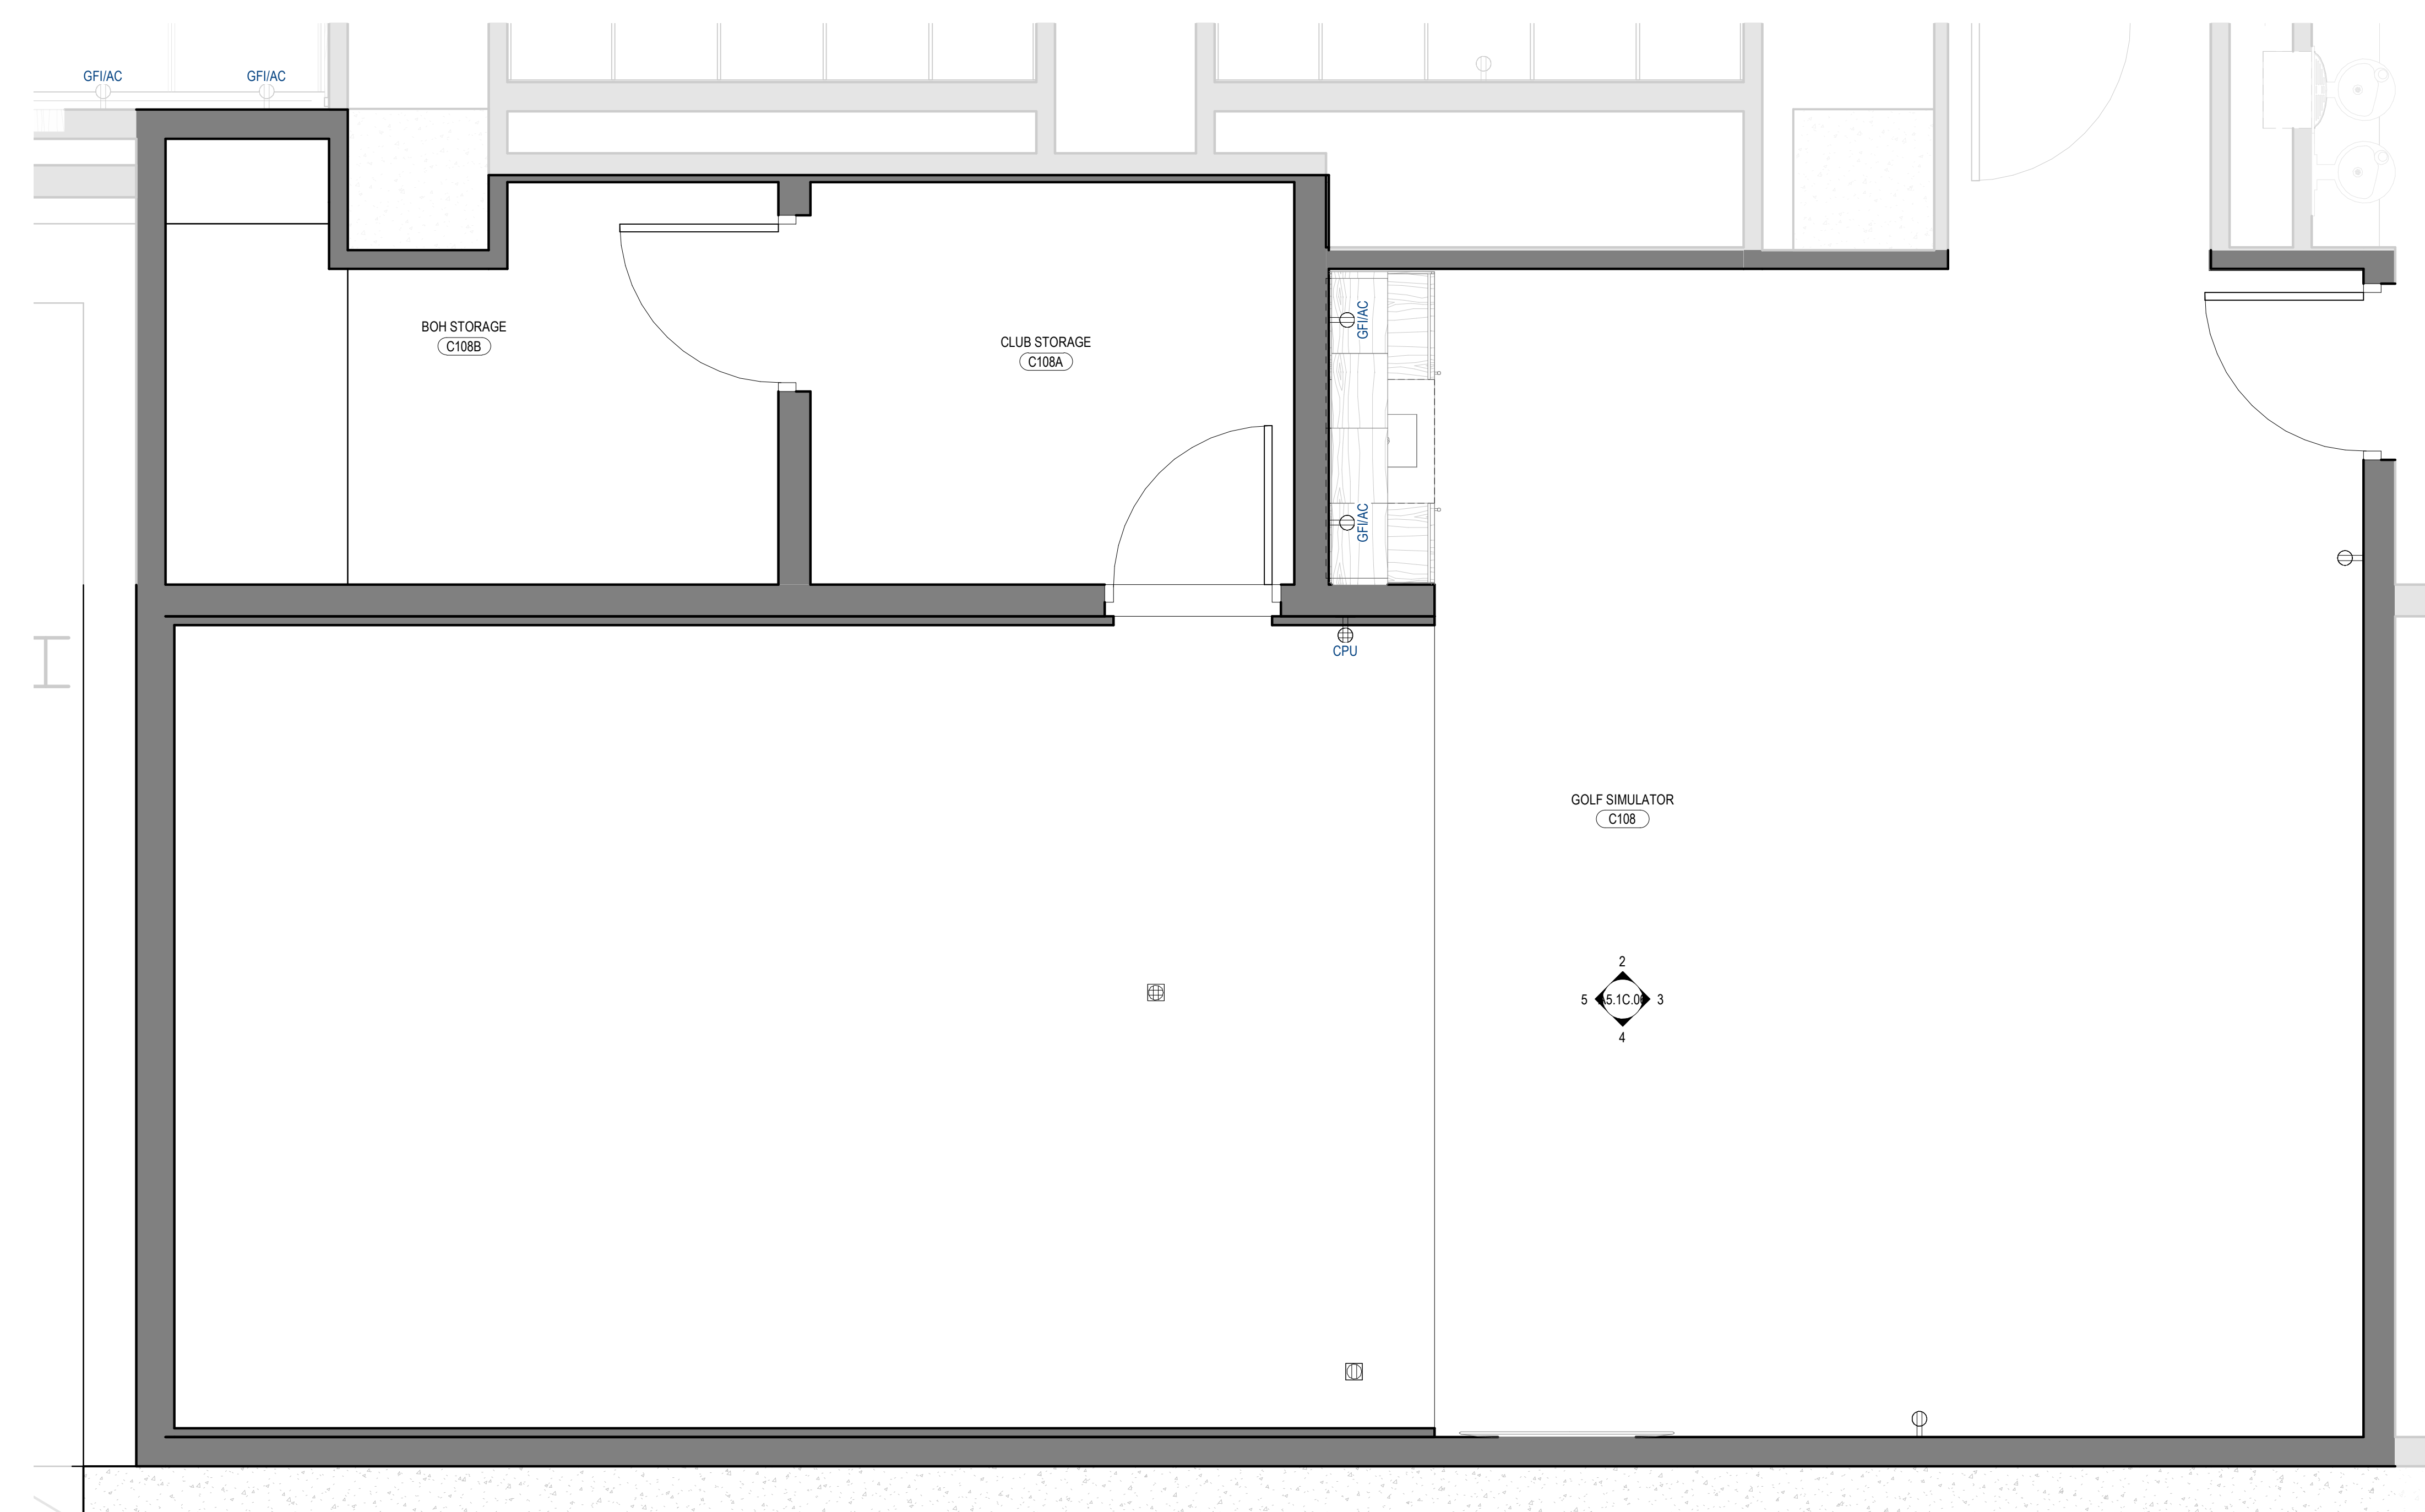 GFI/AC
GFI/AC
BOH STORAGE
C108B
CLUB STORAGE
C108A
GFI/AC
GFI/AC
CPU
GOLF SIMULATOR
C108
2
5
3
4